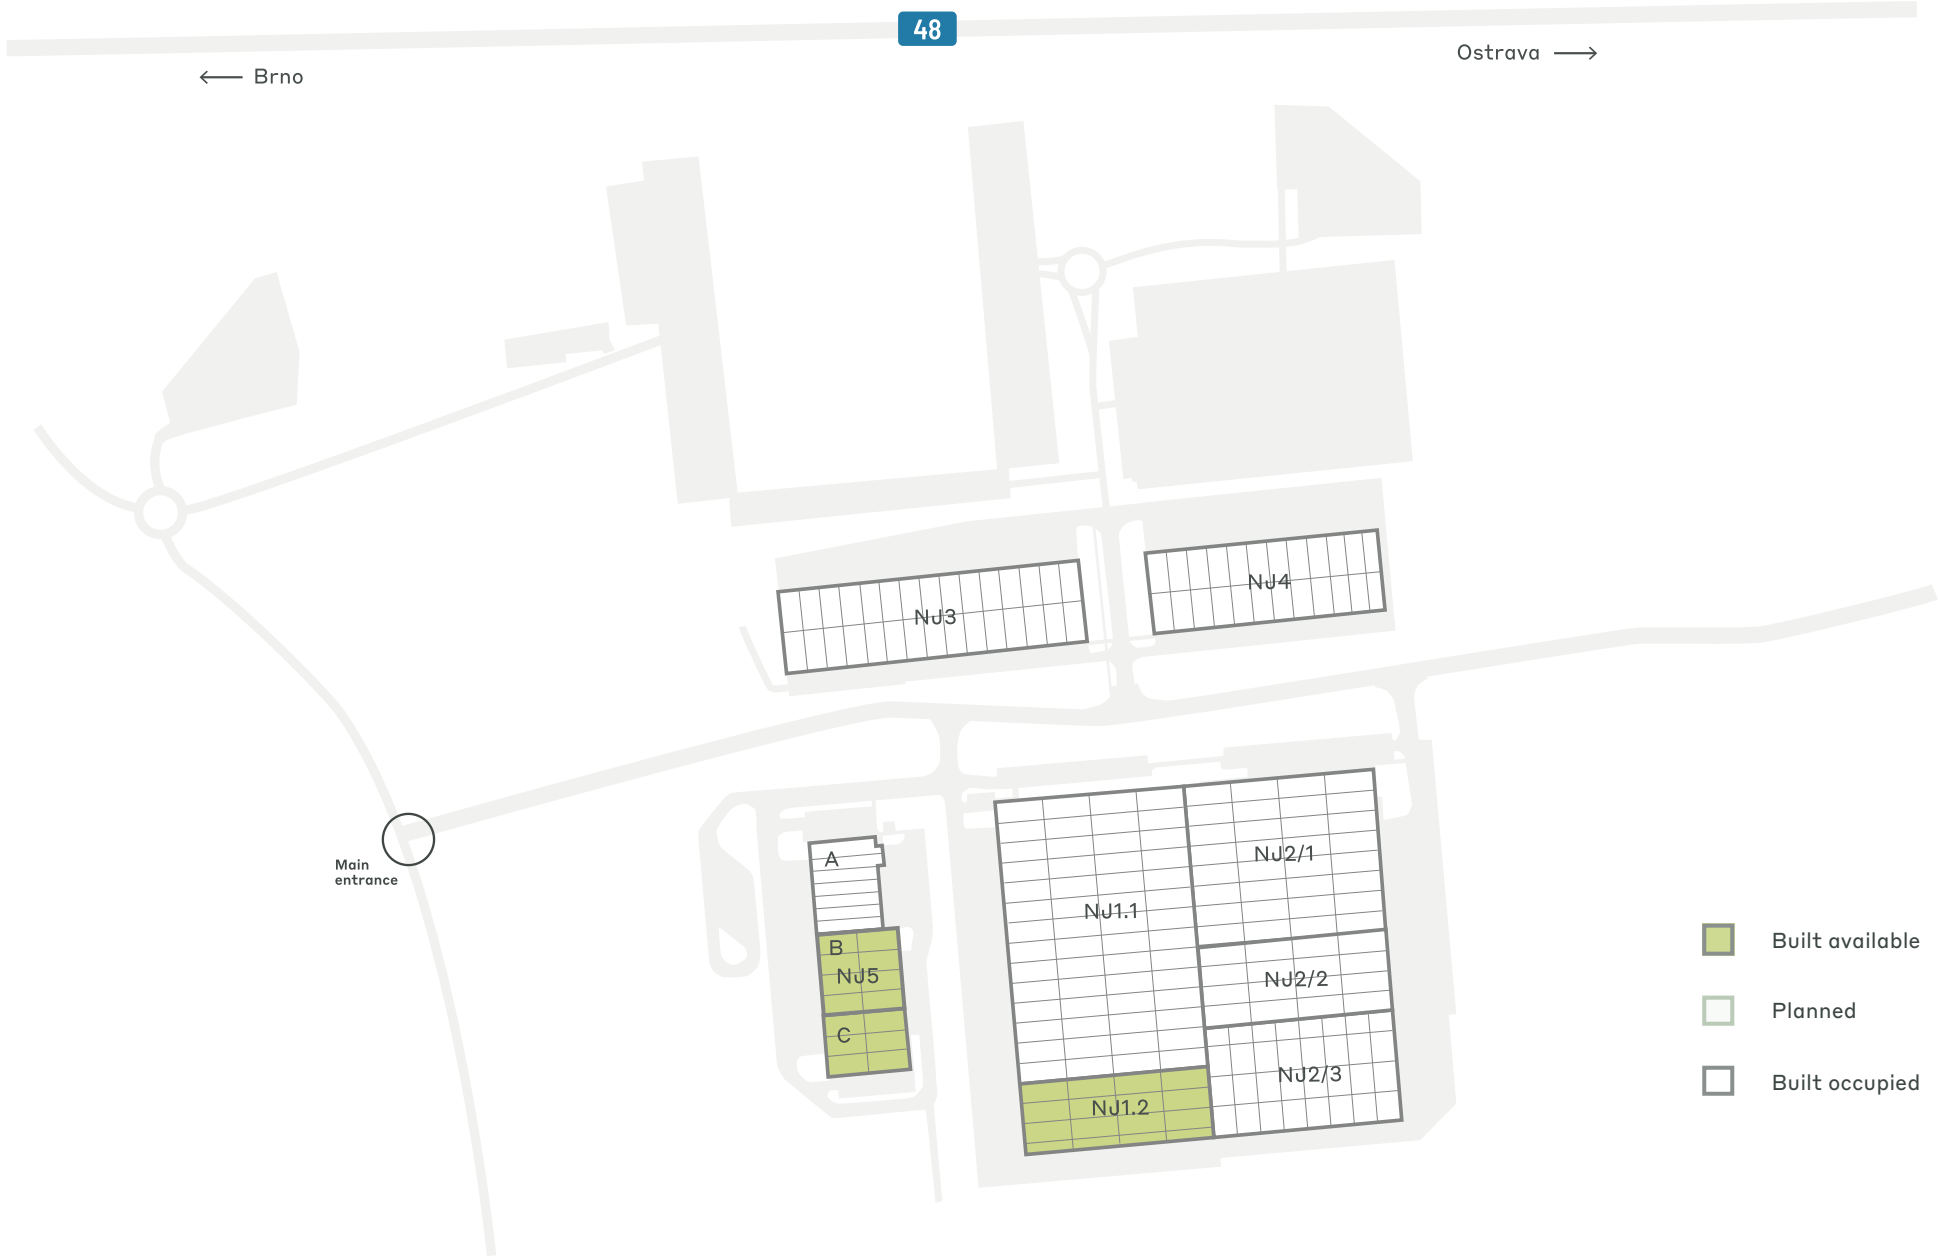 48
Brno
Ostrava
NJ3
NJ4
Main
entrance
A
B
NJ5
C
NJ1.1
NJ2/1
NJ2/2
NJ2/3
NJ1.2
Built available
Planned
Built occupied